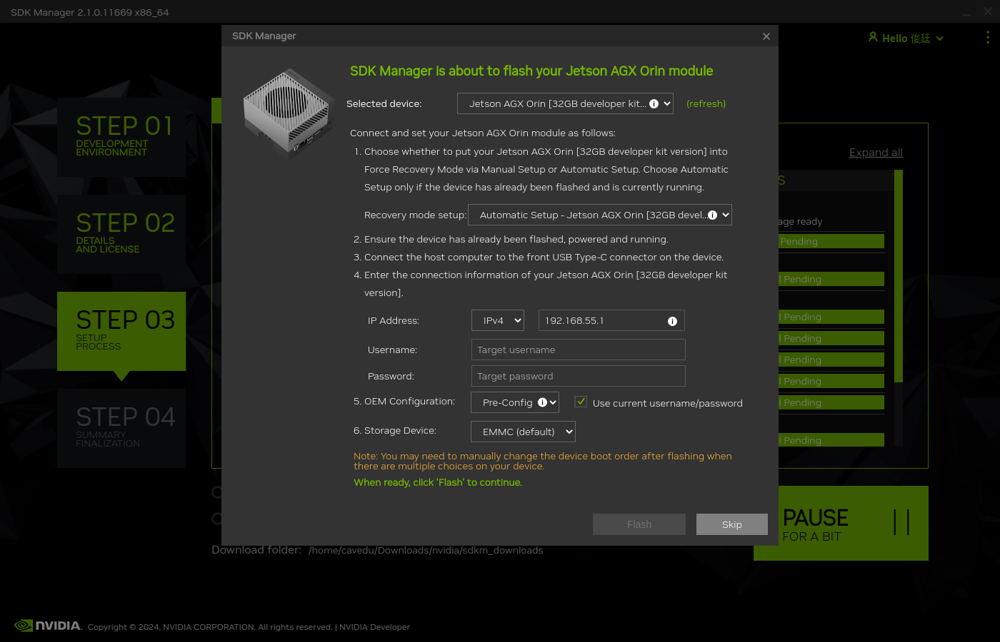 SDK Manager 2.1.0.11669 x86_64
SDK Manager
Hello 俊廷
SDK Manager is about to flash your Jetson AGX Orin module
Selected device: Jetson AGX Orin [32GB developer kit... (refresh)
Connect and set your Jetson AGX Orin module as follows:
1. Choose whether to put your Jetson AGX Orin [32GB developer kit version] into
Force Recovery Mode via Manual Setup or Automatic Setup. Choose Automatic
Setup only if the device has already been flashed and is currently running.
Recovery mode setup: Automatic Setup - Jetson AGX Orin [32GB devel...
2. Ensure the device has already been flashed, powered and running.
3. Connect the host computer to the front USB Type-C connector on the device.
4. Enter the connection information of your Jetson AGX Orin [32GB developer kit
version].
IP Address: IPv4 192.168.55.1
Username: Target username
Password: Target password
5. OEM Configuration: Pre-Config Use current username/password
6. Storage Device: EMMC (default)
Note: You may need to manually change the device boot order after flashing when
there are multiple choices on your device.
When ready, click 'Flash' to continue.
Flash Skip
STEP 01
DEVELOPMENT
ENVIRONMENT
STEP 02
DETAILS
AND LICENSE
STEP 03
SETUP
PROCESS
STEP 04
SUMMARY
FINALIZATION
Expand all
S
age ready
Pending
l Pending
l Pending
l Pending
l Pending
l Pending
l Pending
l Pending
PAUSE
FOR A BIT
Download folder: /home/cavedu/Downloads/nvidia/sdkm_downloads
NVIDIA. Copyright © 2024, NVIDIA CORPORATION. All rights reserved. | NVIDIA Developer